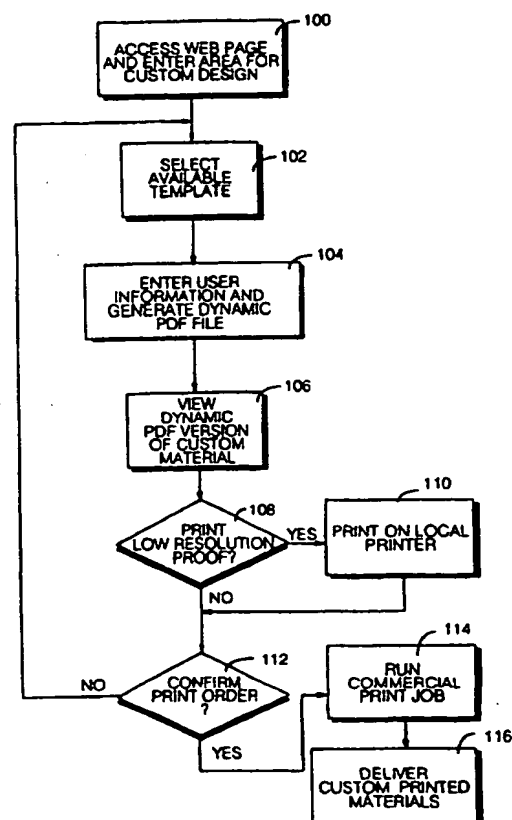 100
ACCESS WEB PAGE
AND ENTER AREA FOR
CUSTOM DESIGN
102
SELECT
AVAILABLE
TEMPLATE
104
ENTER USER
INFORMATION AND
GENERATE DYNAMIC
PDF FILE
106
VIEW
DYNAMIC
PDF VERSION
OF CUSTOM
MATERIAL
108
PRINT
LOW RESOLUTION
PROOF?
YES
110
PRINT ON LOCAL
PRINTER
NO
112
CONFIRM
PRINT ORDER
?
NO
YES
114
RUN
COMMERCIAL
PRINT JOB
116
DELIVER
CUSTOM PRINTED
MATERIALS